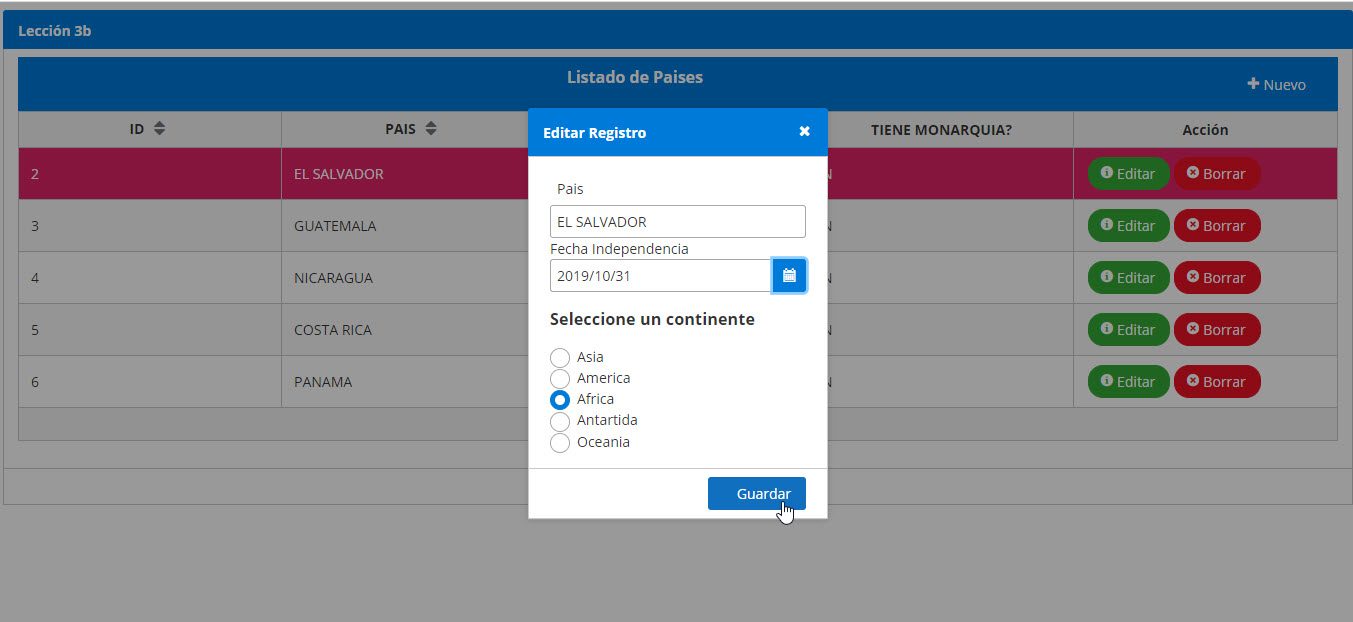 Lección 3b
Listado de Paises
Nuevo
ID PAIS TIENE MONARQUIA? Acción
2 EL SALVADOR Editar Borrar
3 GUATEMALA Editar Borrar
4 NICARAGUA Editar Borrar
5 COSTA RICA Editar Borrar
6 PANAMA Editar Borrar
Editar Registro
Pais
EL SALVADOR
Fecha Independencia
2019/10/31
Seleccione un continente
Asia
America
Africa
Antartida
Oceania
Guardar